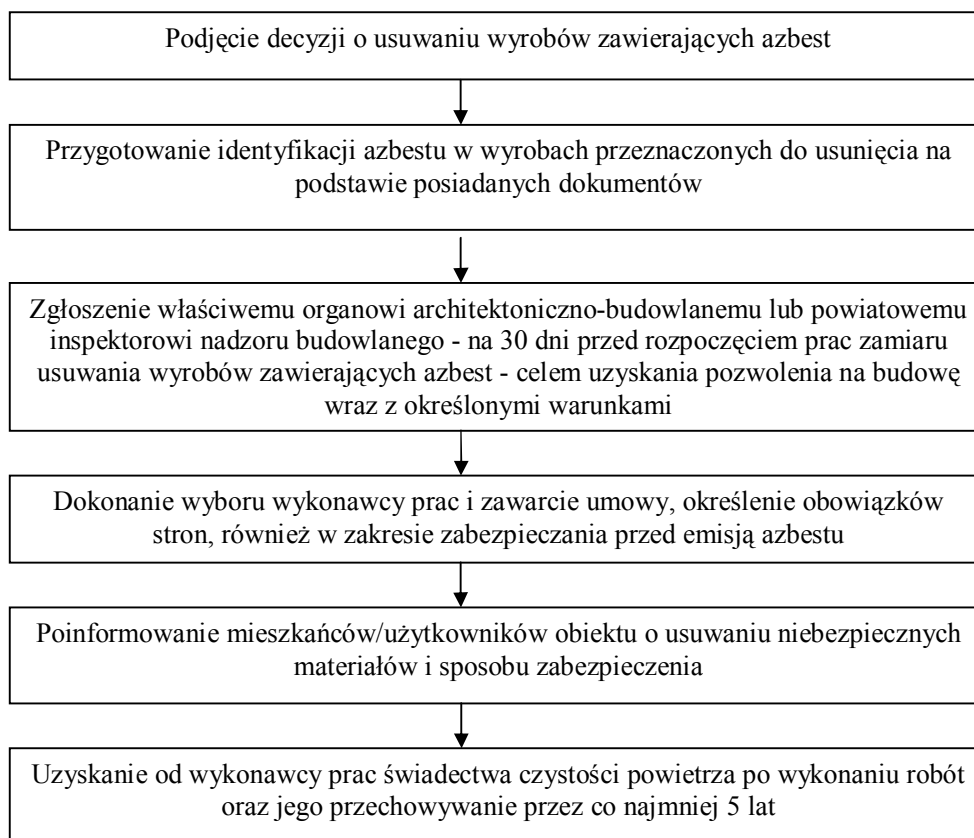 Podjęcie decyzji o usuwaniu wyrobów zawierających azbest
Przygotowanie identyfikacji azbestu w wyrobach przeznaczonych do usunięcia na
podstawie posiadanych dokumentów
Zgłoszenie właściwemu organowi architektoniczno-budowlanemu lub powiatowemu
inspektorowi nadzoru budowlanego - na 30 dni przed rozpoczęciem prac zamiaru
usuwania wyrobów zawierających azbest - celem uzyskania pozwolenia na budowę
wraz z określonymi warunkami
Dokonanie wyboru wykonawcy prac i zawarcie umowy, określenie obowiązków
stron, również w zakresie zabezpieczania przed emisją azbestu
Poinformowanie mieszkańców/użytkowników obiektu o usuwaniu niebezpiecznych
materiałów i sposobu zabezpieczenia
Uzyskanie od wykonawcy prac świadectwa czystości powietrza po wykonaniu robót
oraz jego przechowywanie przez co najmniej 5 lat